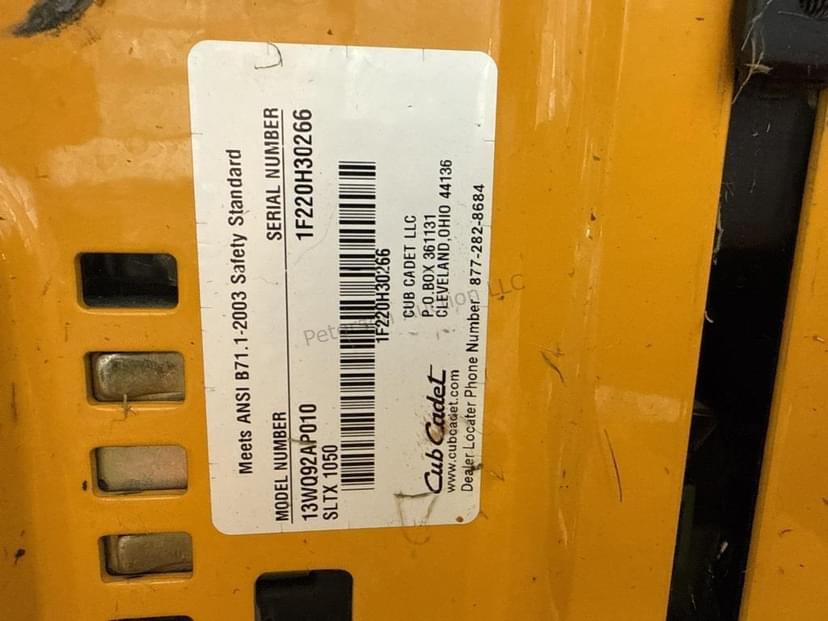 Meets ANSI B71.1-2003 Safety Standard
MODEL NUMBER SERIAL NUMBER
13WQ92AP010 1F220H30266
SLTX 1050
1F220H30266
Cub Cadet
CUB CADET LLC
P.O.BOX 361131
CLEVELAND,OHIO 44136
www.cubcadet.com
Dealer Locater Phone Number 877-282-8684
LLC